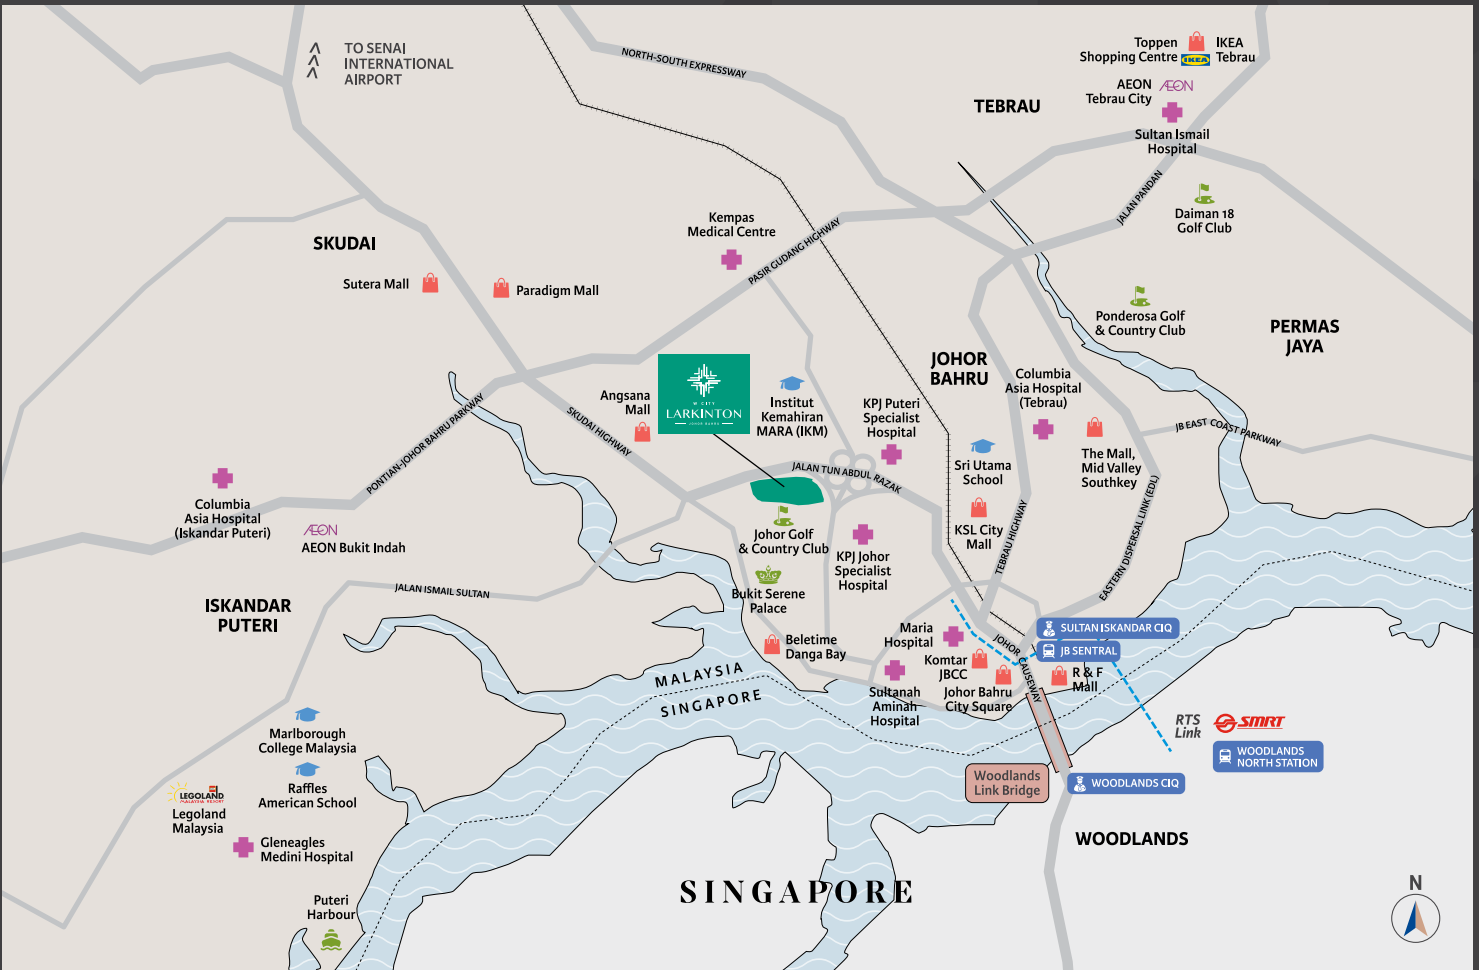 TO SENAI
INTERNATIONAL
AIRPORT
NORTH-SOUTH EXPRESSWAY
Toppen
Shopping Centre
IKEA
IKEA
Tebrau
AEON
Tebrau City
AEON
TEBRAU
Sultan Ismail
Hospital
JALAN PANDAN
Daiman 18
Golf Club
Kempas
Medical Centre
PASIR GUDANG HIGHWAY
SKUDAI
Sutera Mall
Paradigm Mall
Ponderosa Golf
& Country Club
PERMAS
JAYA
JOHOR
BAHRU
Columbia
Asia Hospital
(Tebrau)
Angsana
Mall
M CITY
LARKINTON
JOHOR BAHRU
Institut
Kemahiran
MARA (IKM)
KPJ Puteri
Specialist
Hospital
PONTIAN-JOHOR BAHRU PARKWAY
SKUDAI HIGHWAY
JALAN TUN ABDUL RAZAK
Sri Utama
School
The Mall,
Mid Valley
Southkey
JB EAST COAST PARKWAY
Columbia
Asia Hospital
(Iskandar Puteri)
AEON
AEON Bukit Indah
Johor Golf
& Country Club
KPJ Johor
Specialist
Hospital
KSL City
Mall
TEBRAU HIGHWAY
EASTERN DISPERSAL LINK (EDL)
JALAN ISMAIL SULTAN
Bukit Serene
Palace
ISKANDAR
PUTERI
Beletime
Danga Bay
Maria
Hospital
Komtar
JBCC
JOHOR CAUSEWAY
SULTAN ISKANDAR CIQ
JB SENTRAL
R & F
Mall
Sultanah
Aminah
Hospital
Johor Bahru
City Square
MALAYSIA
SINGAPORE
Marlborough
College Malaysia
Raffles
American School
LEGOLAND
MALAYSIA RESORT
Legoland
Malaysia
Gleneagles
Medini Hospital
Puteri
Harbour
RTS
Link
SMRT
WOODLANDS
NORTH STATION
Woodlands
Link Bridge
WOODLANDS CIQ
WOODLANDS
SINGAPORE
N